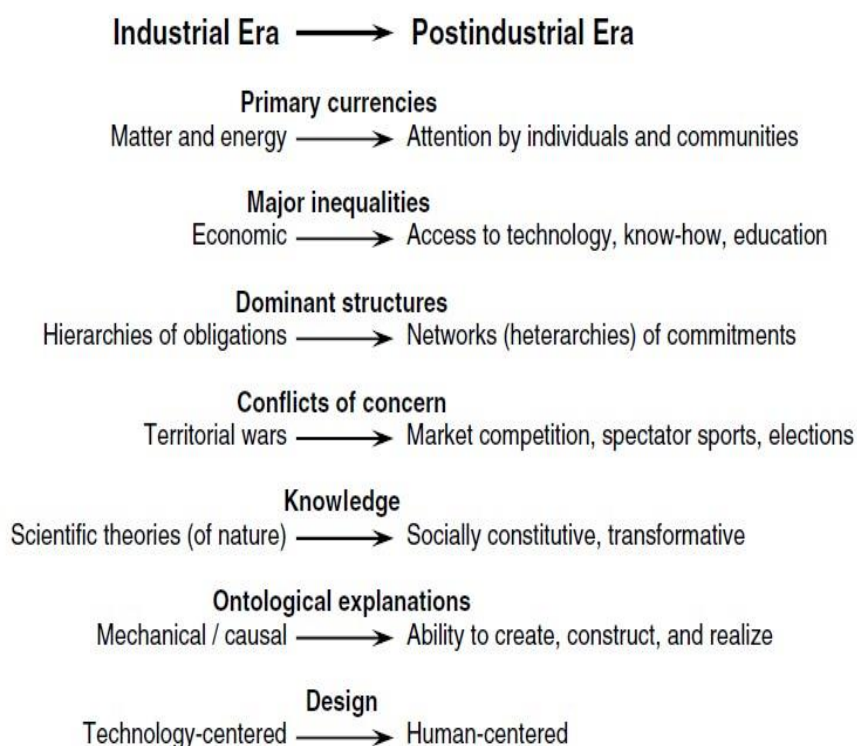 Industrial Era → Postindustrial Era
Primary currencies
Matter and energy → Attention by individuals and communities
Major inequalities
Economic → Access to technology, know-how, education
Dominant structures
Hierarchies of obligations → Networks (heterarchies) of commitments
Conflicts of concern
Territorial wars → Market competition, spectator sports, elections
Knowledge
Scientific theories (of nature) → Socially constitutive, transformative
Ontological explanations
Mechanical / causal → Ability to create, construct, and realize
Design
Technology-centered → Human-centered